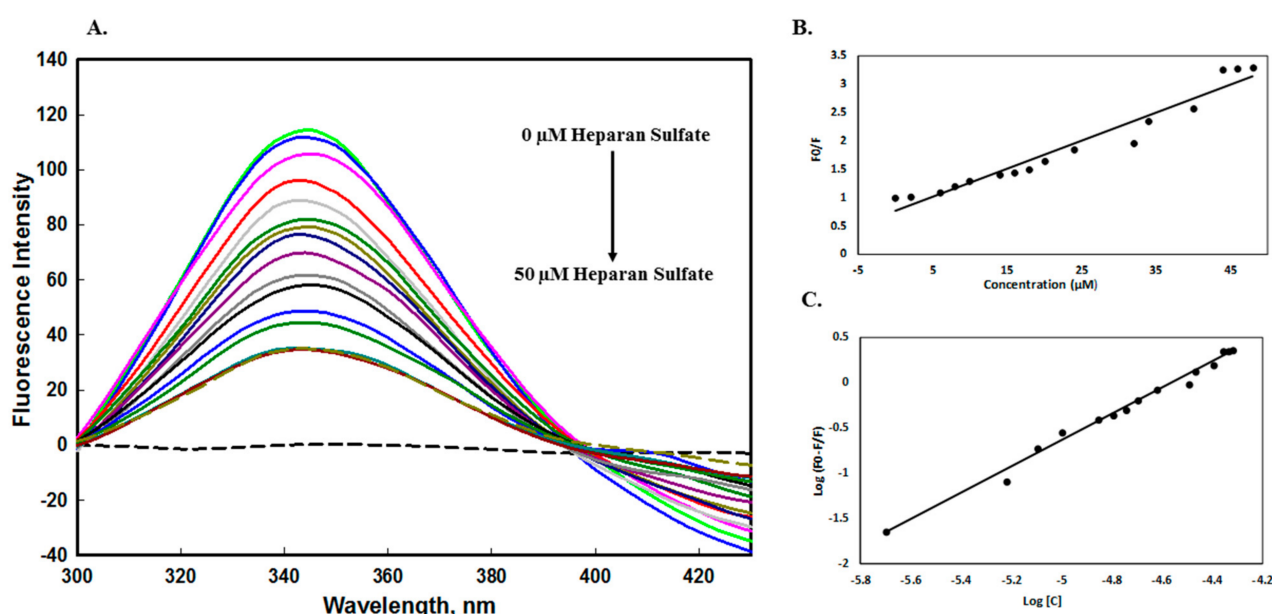 A.
140
120
100
80
60
40
20
0
-20
-40
Fluorescence Intensity
300 320 340 360 380 400 420
Wavelength, nm
0 µM Heparan Sulfate
50 µM Heparan Sulfate
B.
3.5
3
2.5
2
1.5
1
0.5
0
F0/F
-5 5 15 25 35 45
Concentration (µM)
C.
0.5
0
-0.5
-1
-1.5
-2
Log (F0-F/F)
-5.8 -5.6 -5.4 -5.2 -5 -4.8 -4.6 -4.4 -4.2
Log [C]